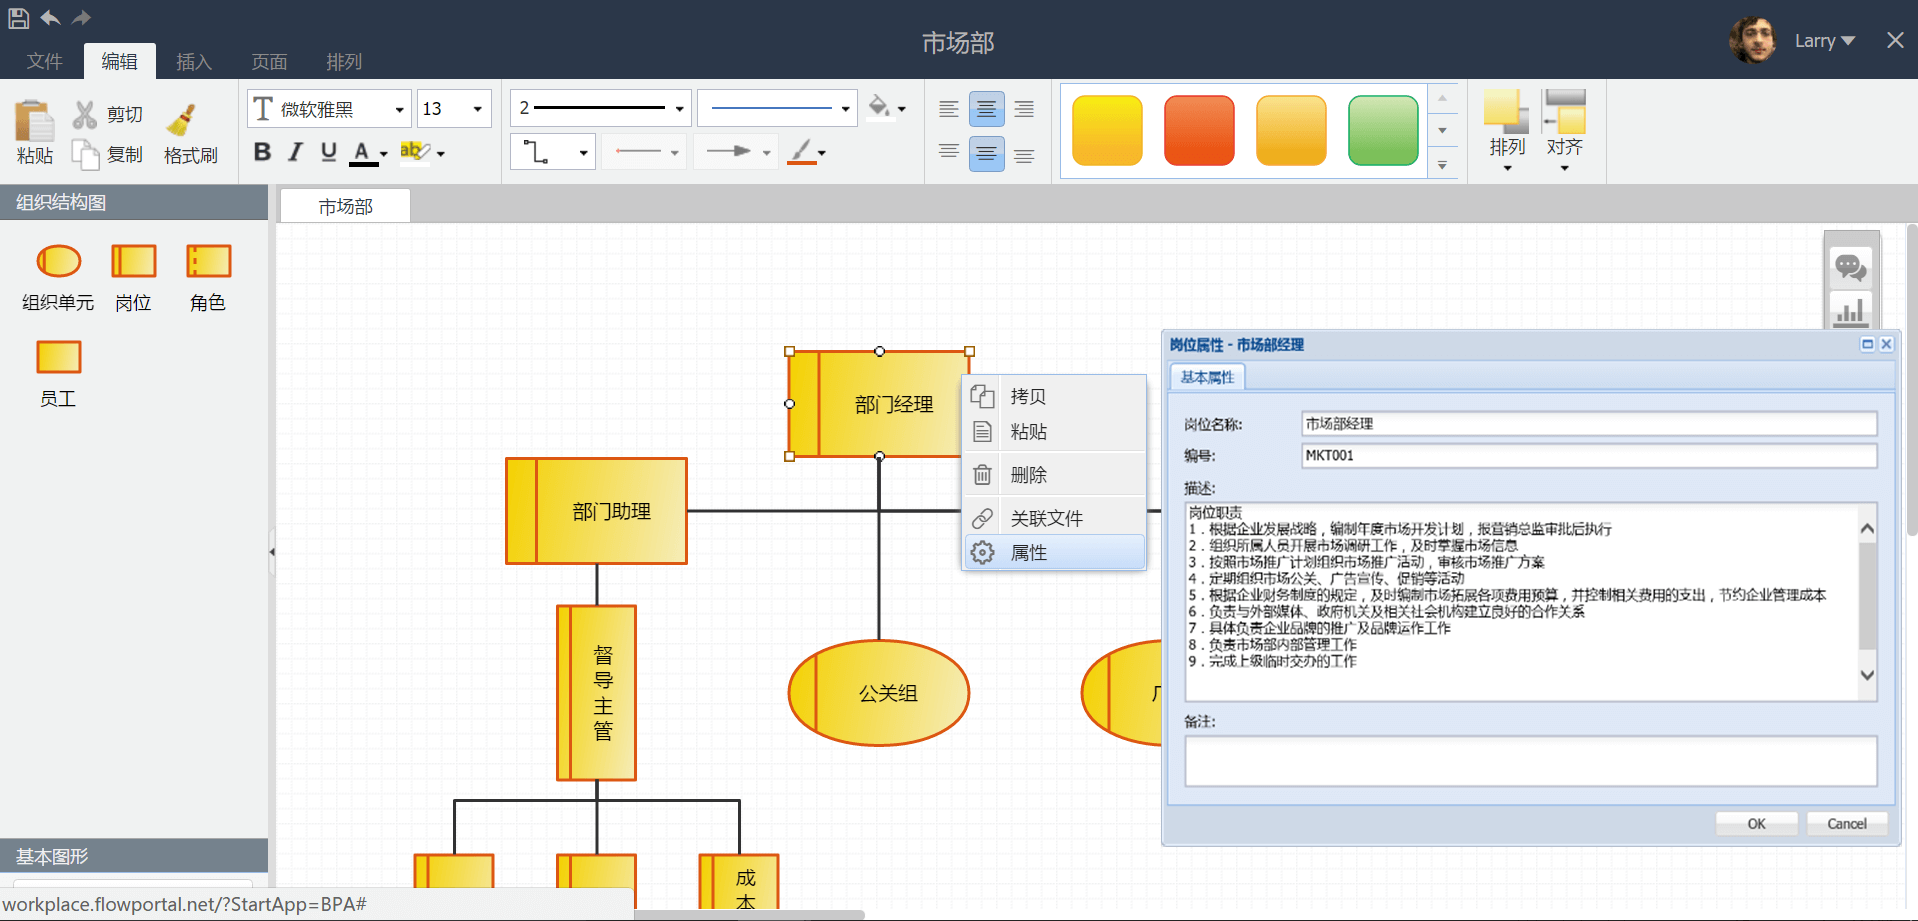 市场部
Larry
文件
编辑
插入
页面
排列
粘贴
剪切
复制
格式刷
微软雅黑
13
B I U A ab
2
排列
对齐
组织结构图
市场部
组织单元
岗位
角色
员工
部门经理
拷贝
粘贴
删除
关联文件
属性
部门助理
督导主管
公关组
成本
岗位属性 - 市场部经理
基本属性
岗位名称:
市场部经理
编号:
MKT001
描述:
岗位职责
1．根据企业发展战略，编制年度市场开发计划，报营销总监审批后执行
2．组织所属人员开展市场调研工作，及时掌握市场信息
3．按照市场推广计划组织市场推广活动，审核市场推广方案
4．定期组织市场公关、广告宣传、促销等活动
5．根据企业财务制度的规定，及时编制市场拓展各项费用预算，并控制相关费用的支出，节约企业管理成本
6．负责与外部媒体、政府机关及相关社会机构建立良好的合作关系
7．具体负责企业品牌的推广及品牌运作工作
8．负责市场部内部管理工作
9．完成上级临时交办的工作
备注:
OK
Cancel
基本图形
workplace.flowportal.net/?StartApp=BPA#